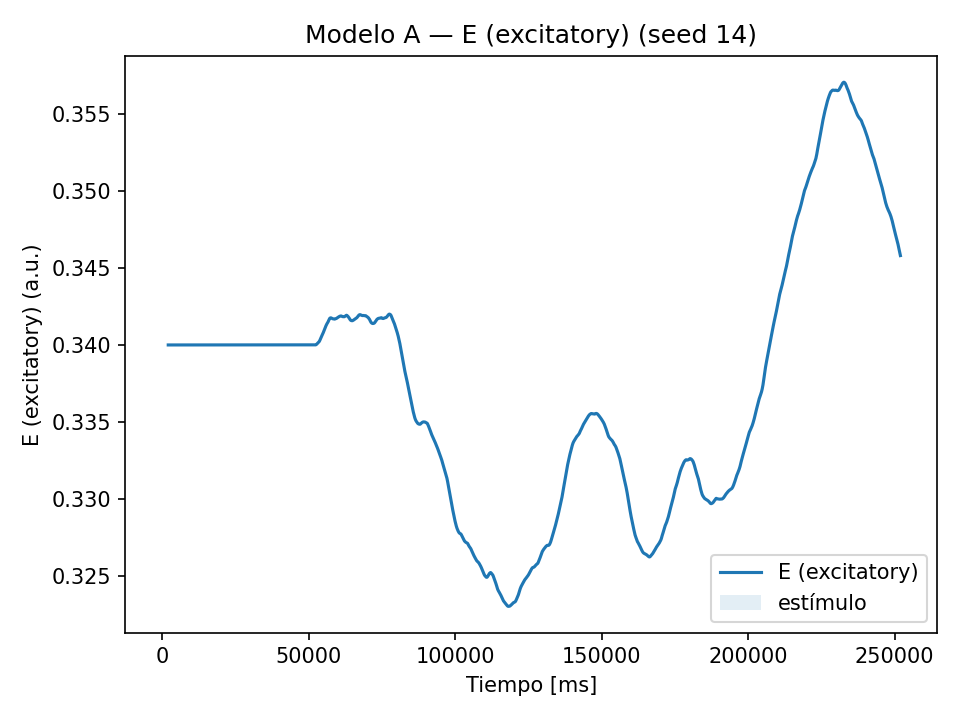 Modelo A — E (excitatory) (seed 14)
E (excitatory) (a.u.)
0.355
0.350
0.345
0.340
0.335
0.330
0.325
E (excitatory)
estímulo
0 50000 100000 150000 200000 250000
Tiempo [ms]